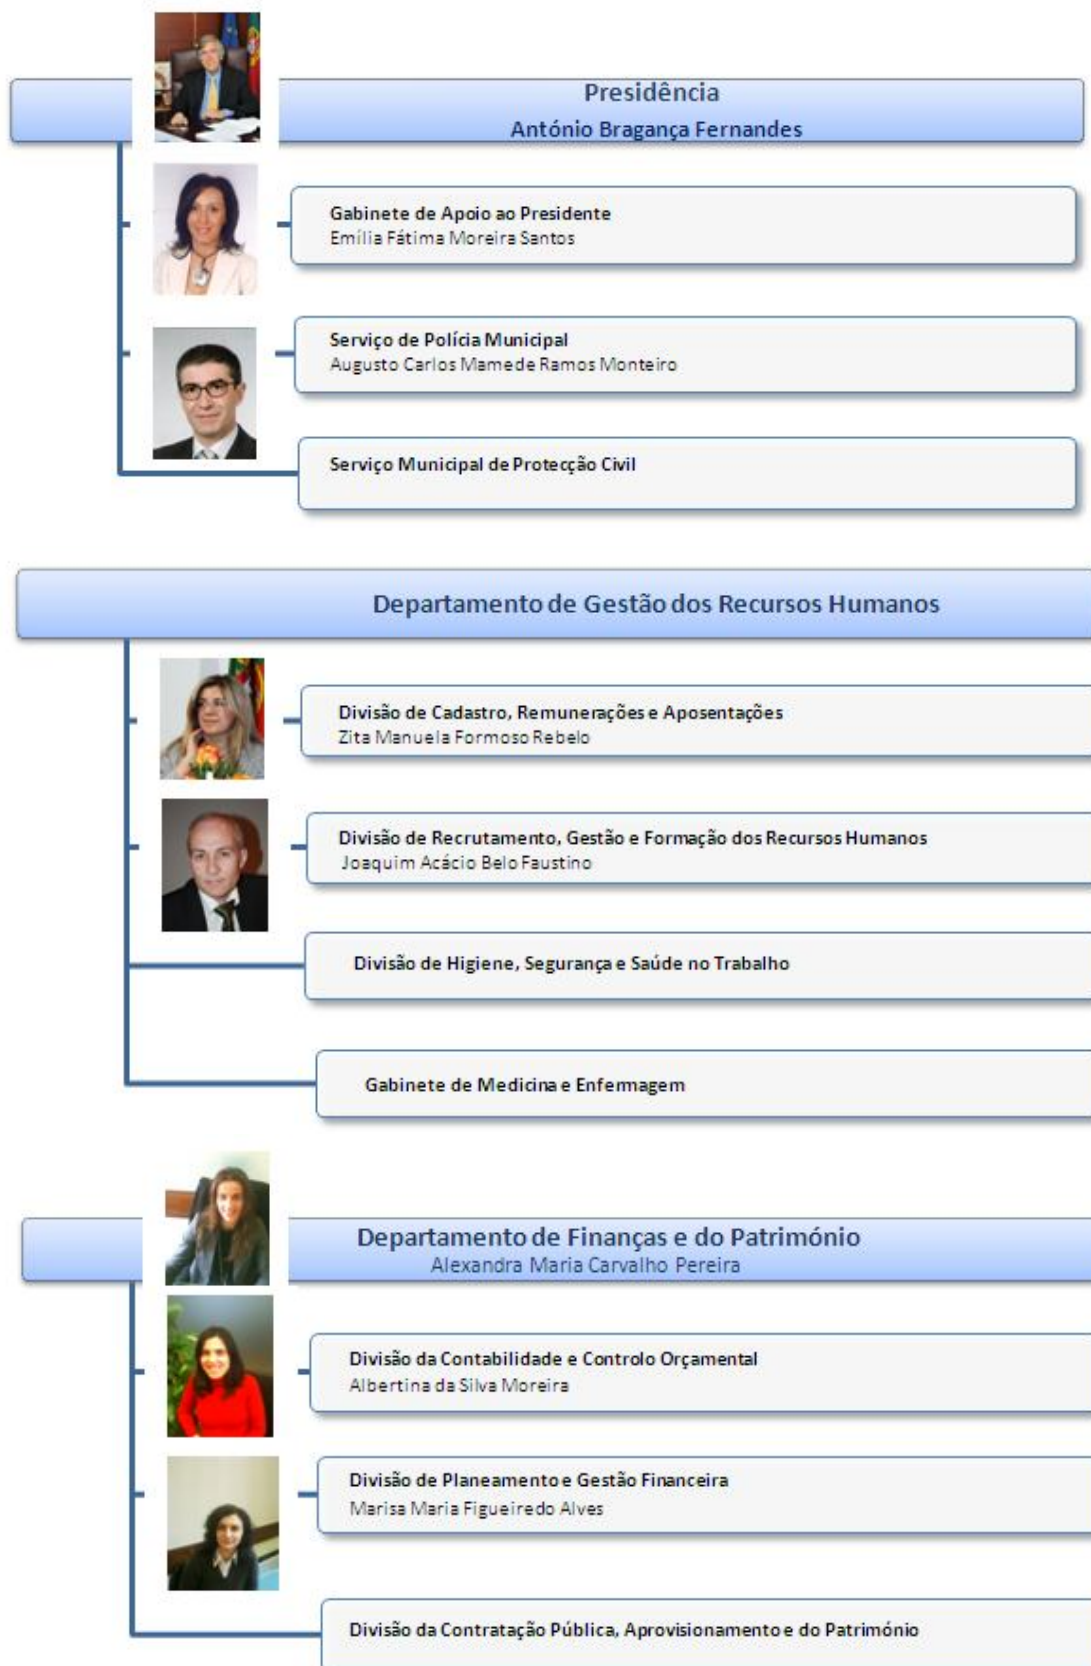 Presidência
António Bragança Fernandes
Gabinete de Apoio ao Presidente
Emília Fátima Moreira Santos
Serviço de Polícia Municipal
Augusto Carlos Mamede Ramos Monteiro
Serviço Municipal de Protecção Civil
Departamento de Gestão dos Recursos Humanos
Divisão de Cadastro, Remunerações e Aposentações
Zita Manuela Formoso Rebelo
Divisão de Recrutamento, Gestão e Formação dos Recursos Humanos
Joaquim Acácio Belo Faustino
Divisão de Higiene, Segurança e Saúde no Trabalho
Gabinete de Medicina e Enfermagem
Departamento de Finanças e do Património
Alexandra Maria Carvalho Pereira
Divisão da Contabilidade e Controlo Orçamental
Albertina da Silva Moreira
Divisão de Planeamento e Gestão Financeira
Marisa Maria Figueiredo Alves
Divisão da Contratação Pública, Aprovisionamento e do Património